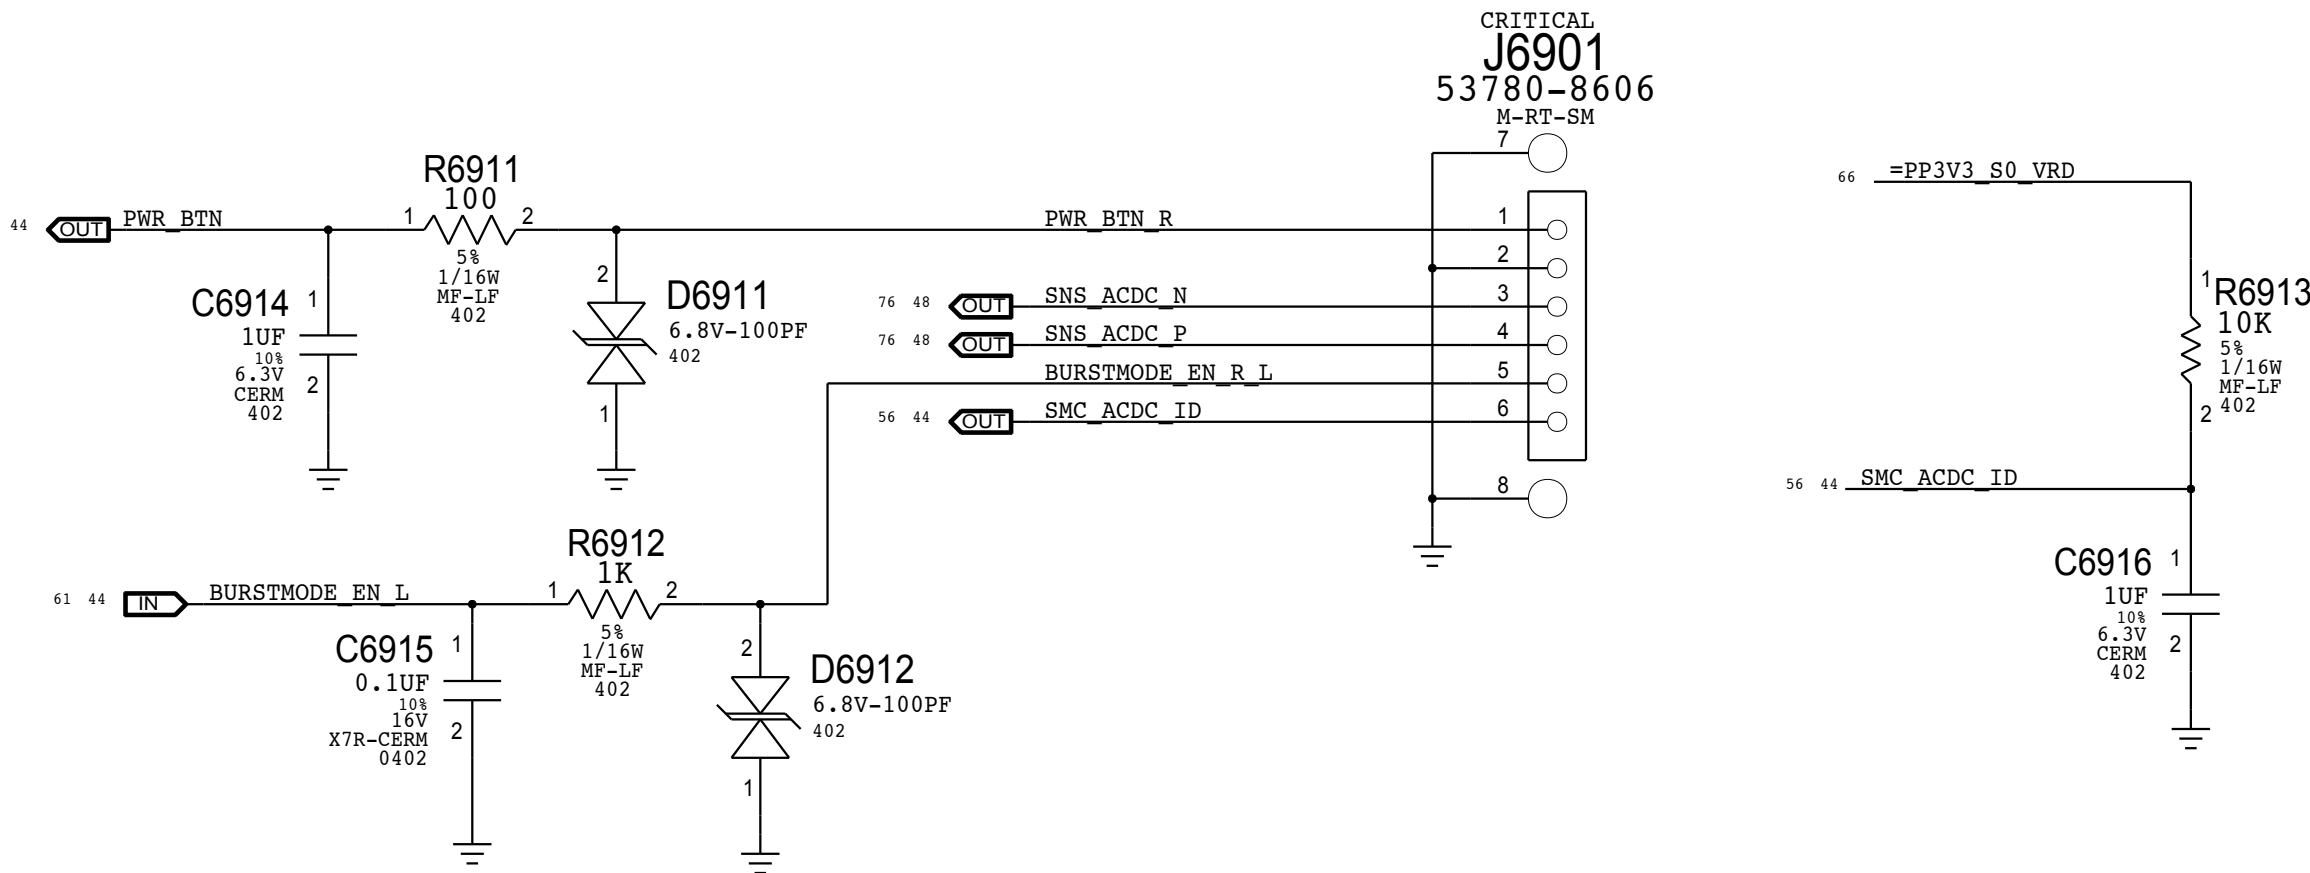 CRITICAL
J6901
53780-8606
M-RT-SM
7
1
2
3
4
5
6
8
R6911
100
1 2
5%
1/16W
MF-LF
402
44 OUT PWR_BTN
PWR_BTN_R
C6914
1UF
10%
6.3V
CERM
402
1
2
2
D6911
6.8V-100PF
402
1
76 48 OUT SNS_ACDC_N
76 48 OUT SNS_ACDC_P
BURSTMODE_EN_R_L
56 44 OUT SMC_ACDC_ID
R6912
1K
1 2
5%
1/16W
MF-LF
402
61 44 IN BURSTMODE_EN_L
C6915
0.1UF
10%
16V
X7R-CERM
0402
1
2
2
D6912
6.8V-100PF
402
1
66 =PP3V3_S0_VRD
1
R6913
10K
5%
1/16W
MF-LF
402
2
56 44 SMC_ACDC_ID
C6916
1UF
10%
6.3V
CERM
402
1
2